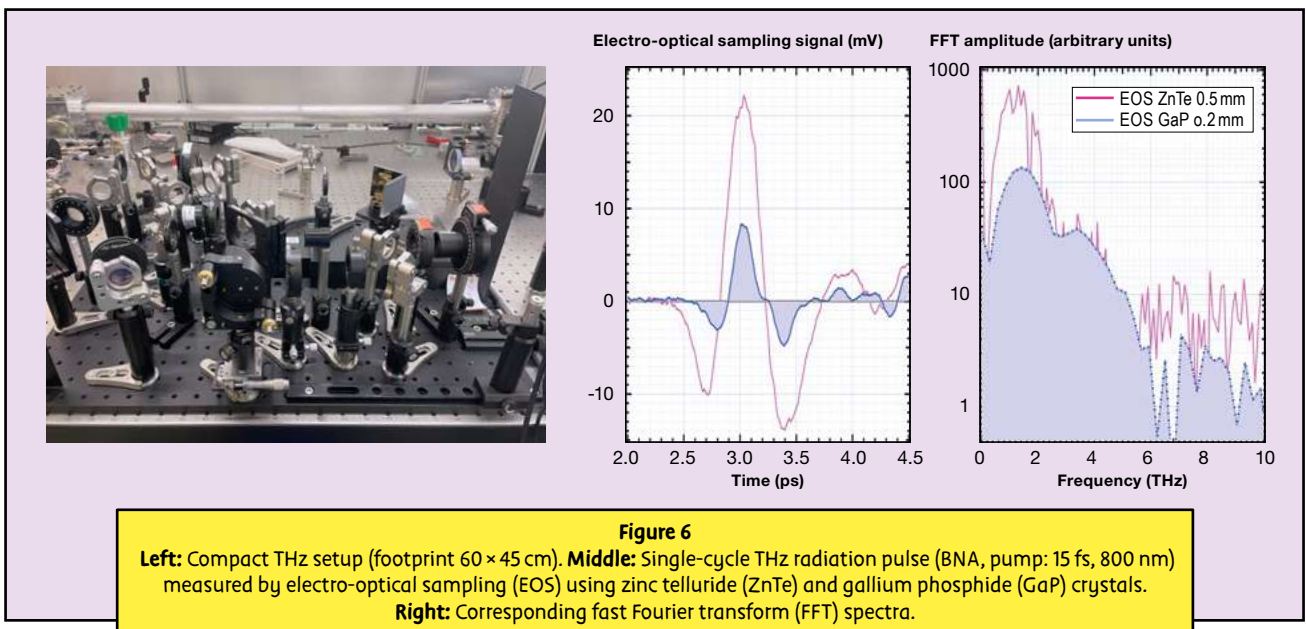 Electro-optical sampling signal (mV)
FFT amplitude (arbitrary units)
20
10
0
-10
2.0 2.5 3.0 3.5 4.0 4.5
Time (ps)
1000
100
10
1
EOS ZnTe 0.5 mm
EOS GaP o.2 mm
0 2 4 6 8 10
Frequency (THz)
Figure 6
Left: Compact THz setup (footprint 60 × 45 cm). Middle: Single-cycle THz radiation pulse (BNA, pump: 15 fs, 800 nm)
measured by electro-optical sampling (EOS) using zinc telluride (ZnTe) and gallium phosphide (GaP) crystals.
Right: Corresponding fast Fourier transform (FFT) spectra.